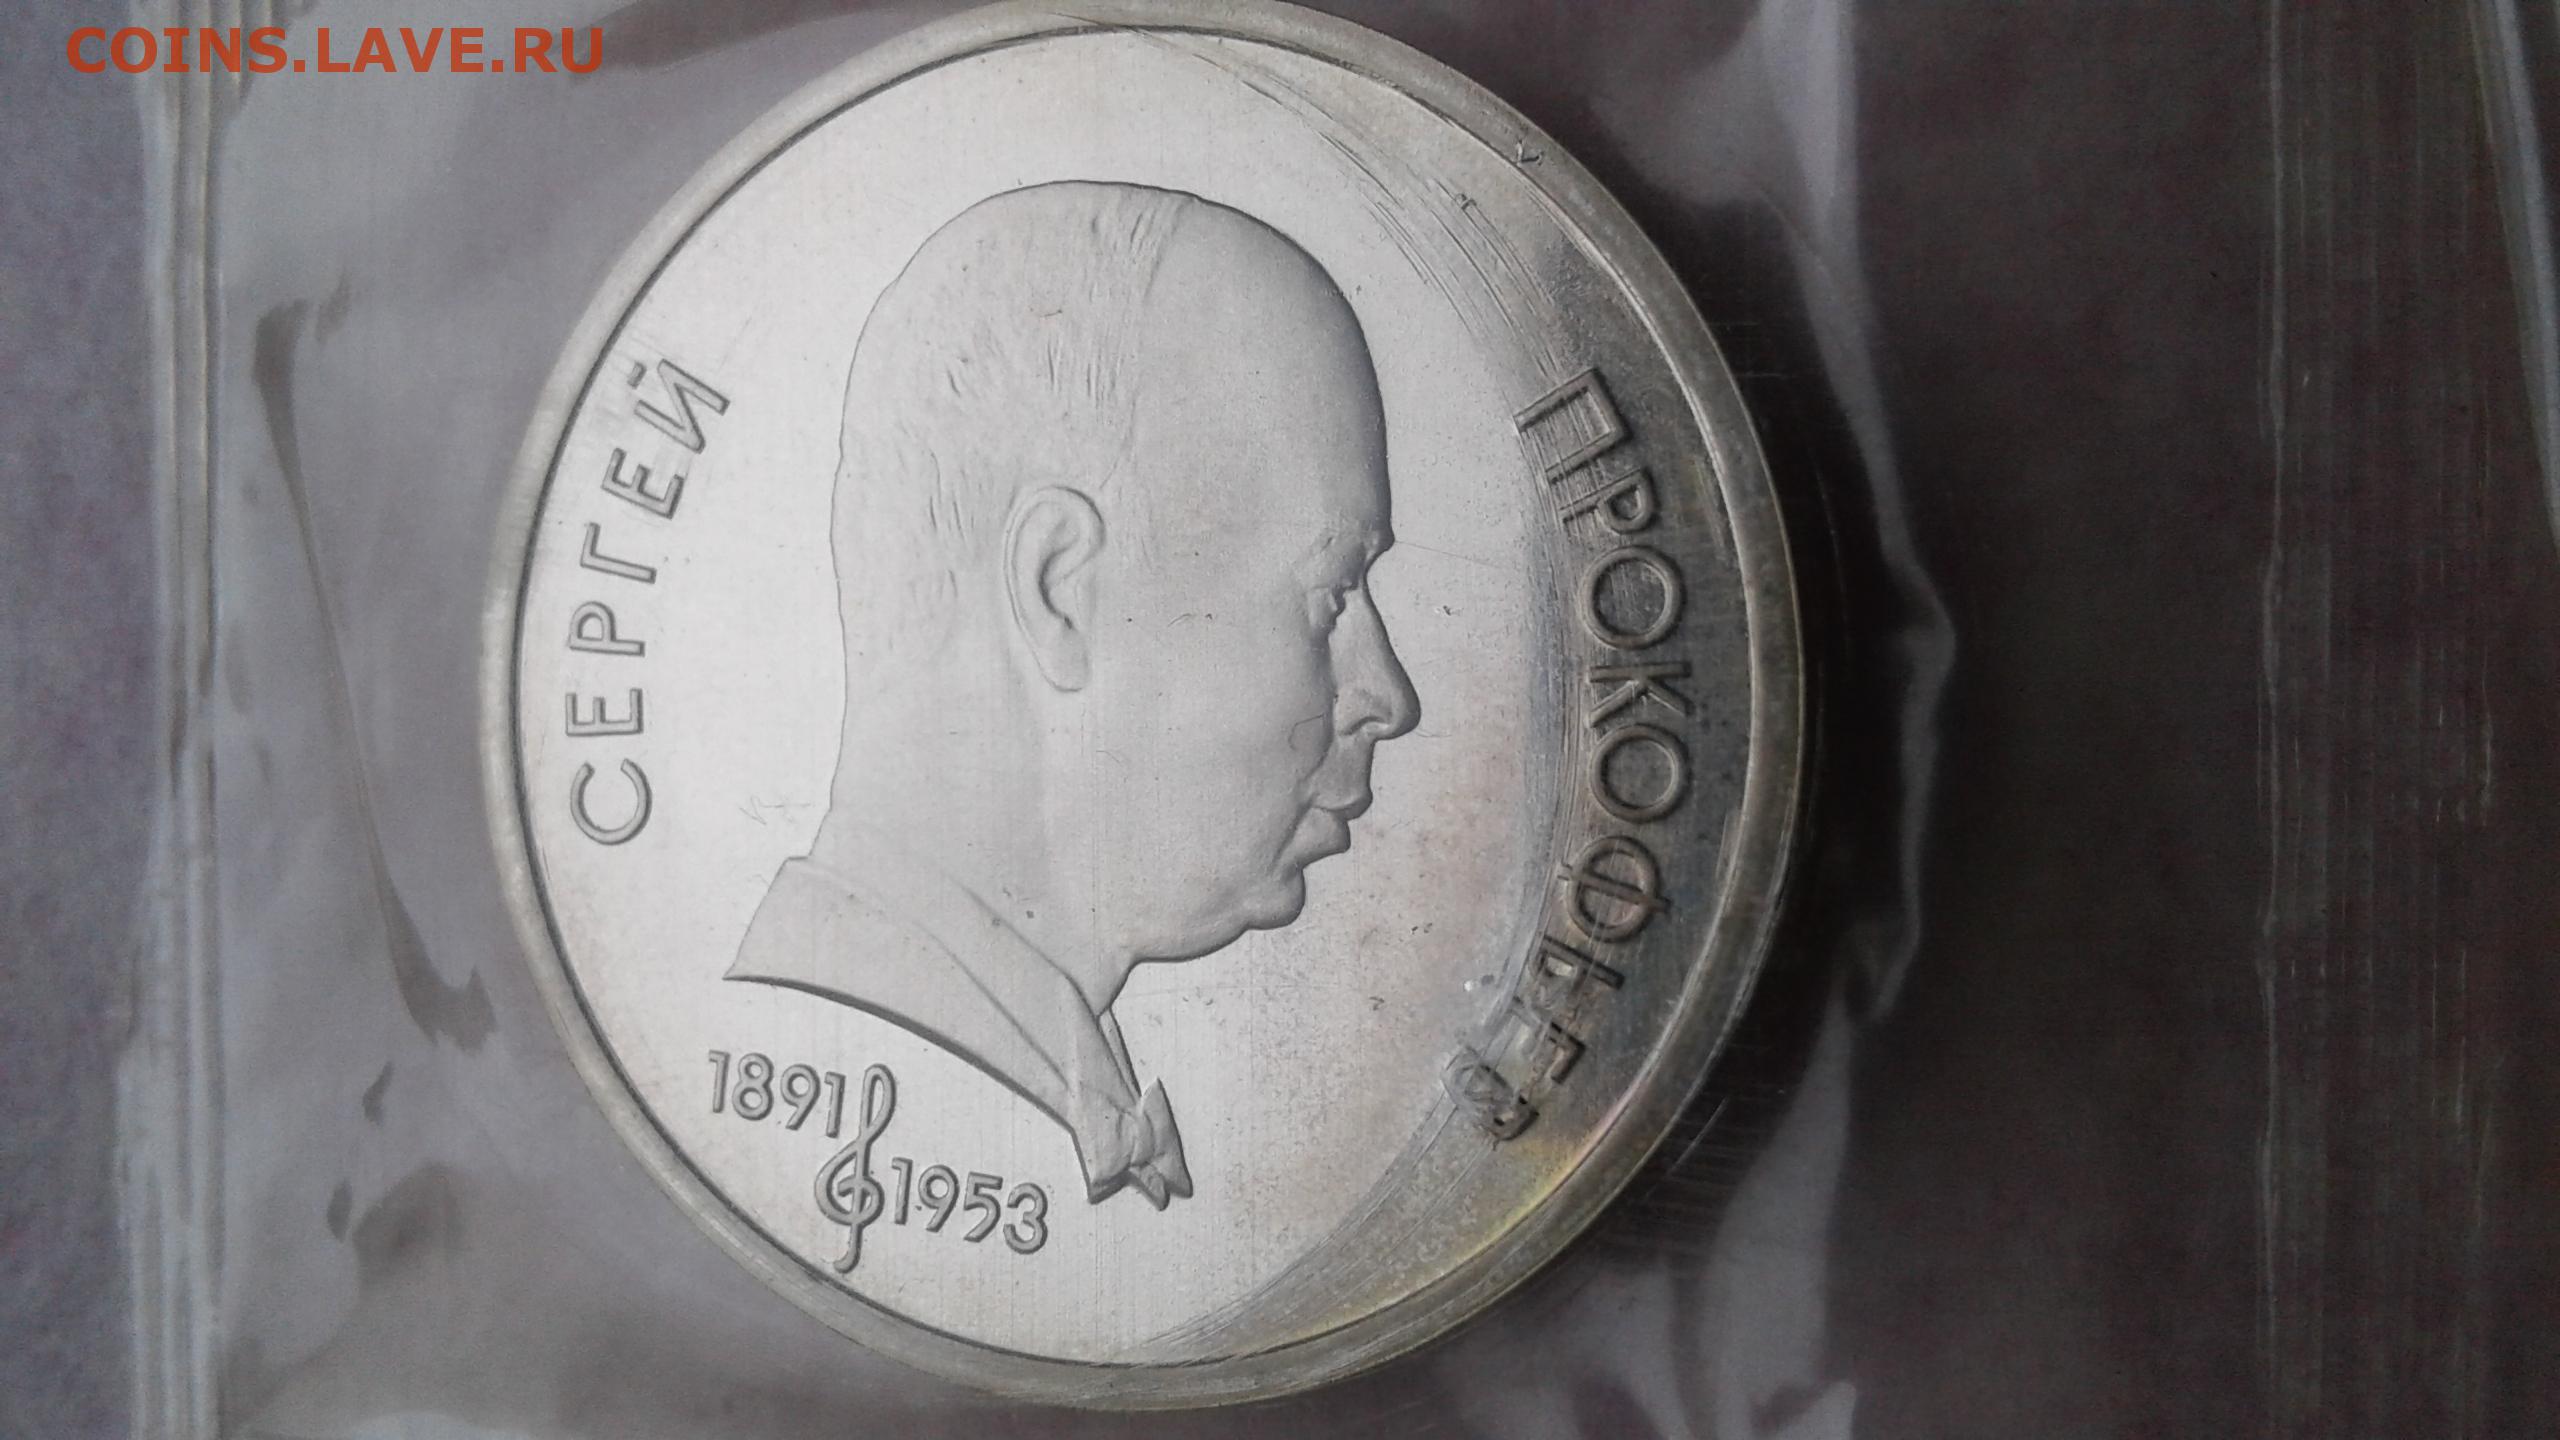 COINS.LAVE.RU
СЕРГЕЙ
ПРОКОФЬЕВ
1891
1953